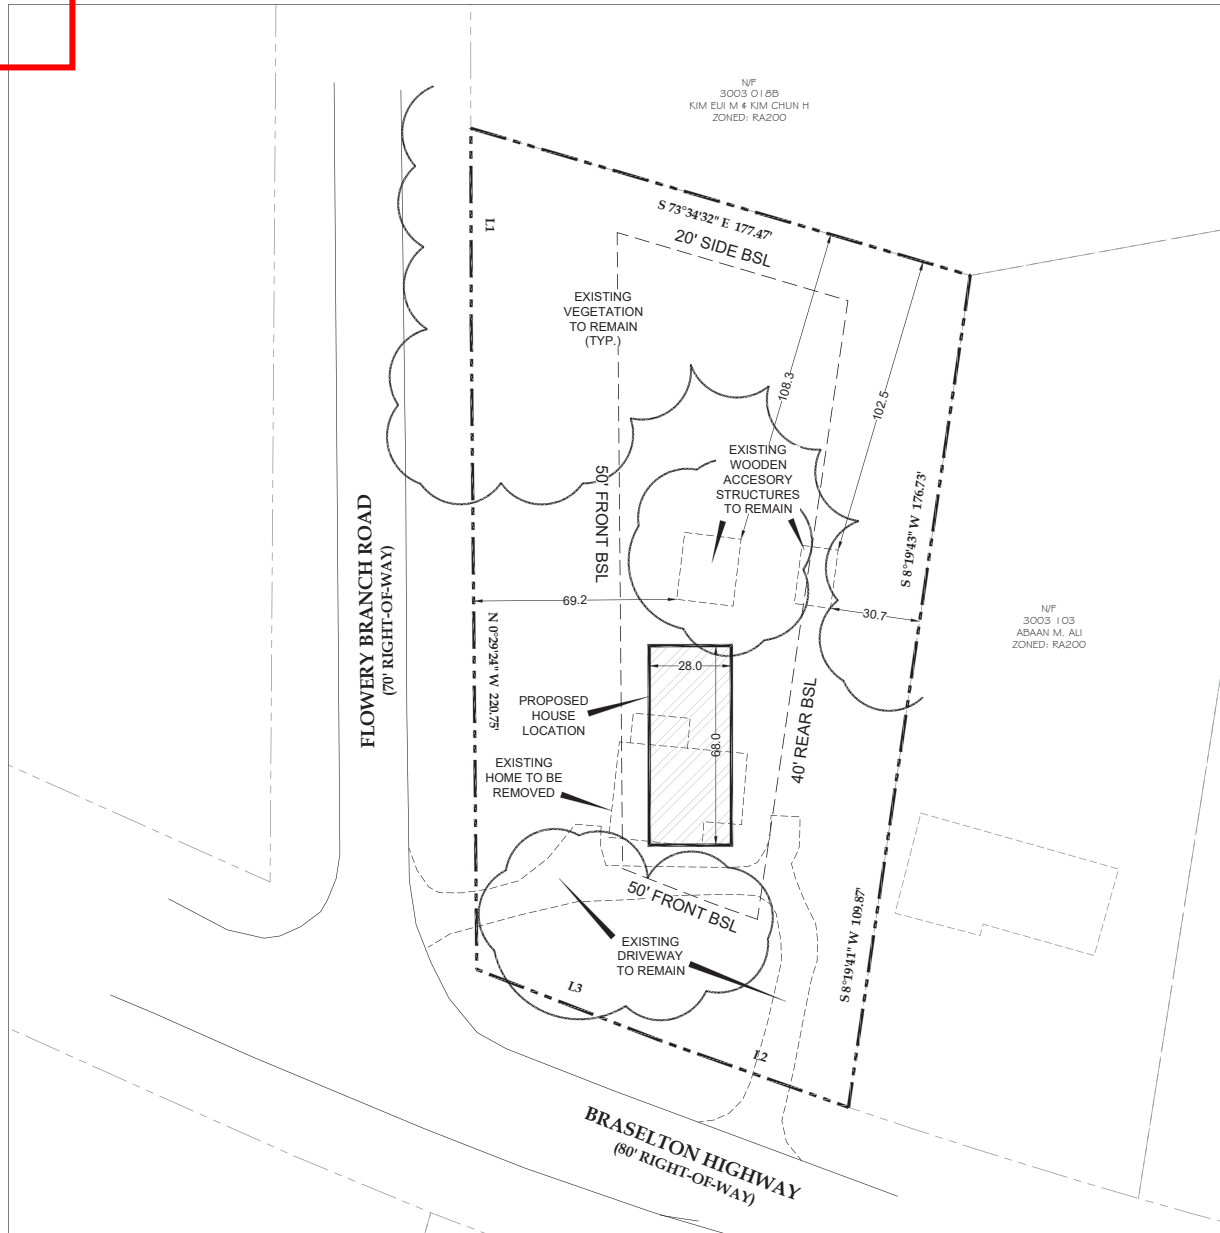 N/F
3003 018B
KIM EUI M & KIM CHUN H
ZONED: RA200
S 73°34'32" E 177.47'
20' SIDE BSL
L1
EXISTING
VEGETATION
TO REMAIN
(TYP.)
108.3
102.5
EXISTING
WOODEN
ACCESORY
STRUCTURES
TO REMAIN
50' FRONT BSL
S 8°19'43" W 176.73'
FLOWERY BRANCH ROAD
(70' RIGHT-OF-WAY)
69.2
30.7
N 0°29'24" W 220.75'
N/F
3003 103
ABAAN M. ALI
ZONED: RA200
28.0
PROPOSED
HOUSE
LOCATION
68.0
40' REAR BSL
EXISTING
HOME TO BE
REMOVED
50' FRONT BSL
EXISTING
DRIVEWAY
TO REMAIN
S 8°19'41" W 109.87'
L3
L2
BRASELTON HIGHWAY
(80' RIGHT-OF-WAY)